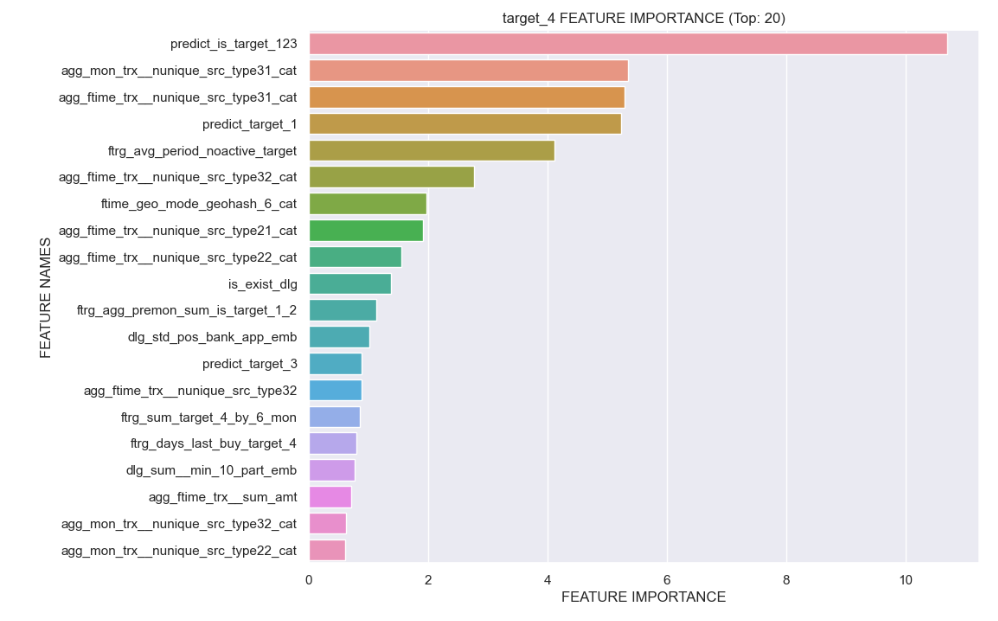 target_4 FEATURE IMPORTANCE (Top: 20)
FEATURE NAMES
predict_is_target_123
agg_mon_trx__nunique_src_type31_cat
agg_ftime_trx__nunique_src_type31_cat
predict_target_1
ftrg_avg_period_noactive_target
agg_ftime_trx__nunique_src_type32_cat
ftime_geo_mode_geohash_6_cat
agg_ftime_trx__nunique_src_type21_cat
agg_ftime_trx__nunique_src_type22_cat
is_exist_dlg
ftrg_agg_premon_sum_is_target_1_2
dlg_std_pos_bank_app_emb
predict_target_3
agg_ftime_trx__nunique_src_type32
ftrg_sum_target_4_by_6_mon
ftrg_days_last_buy_target_4
dlg_sum__min_10_part_emb
agg_ftime_trx__sum_amt
agg_mon_trx__nunique_src_type32_cat
agg_mon_trx__nunique_src_type22_cat
0 2 4 6 8 10
FEATURE IMPORTANCE